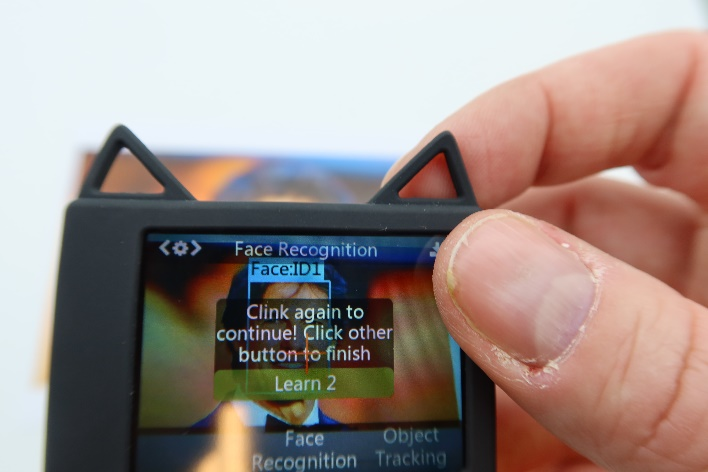 Face Recognition
Face:ID1
Clink again to
continue! Click other
button to finish
Learn 2
Face
Recognition
Object
Tracking